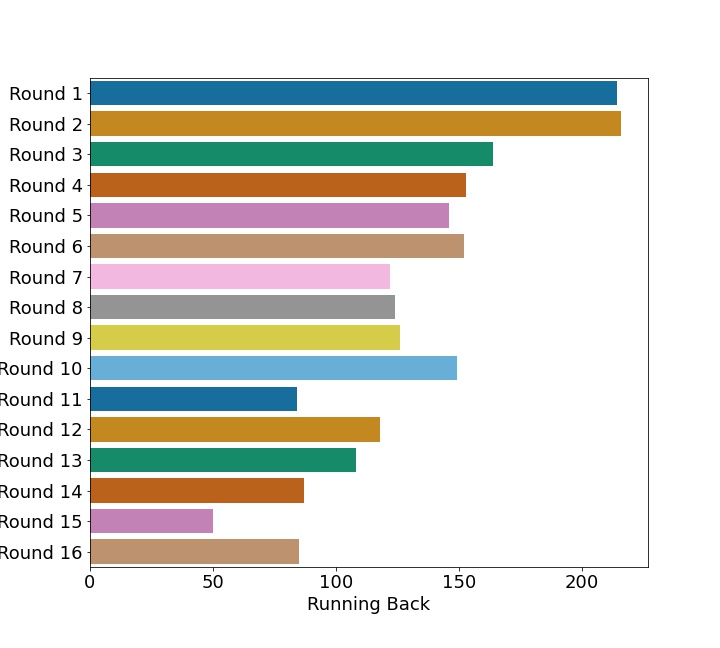 Round 1
Round 2
Round 3
Round 4
Round 5
Round 6
Round 7
Round 8
Round 9
Round 10
Round 11
Round 12
Round 13
Round 14
Round 15
Round 16
0 50 100 150 200
Running Back